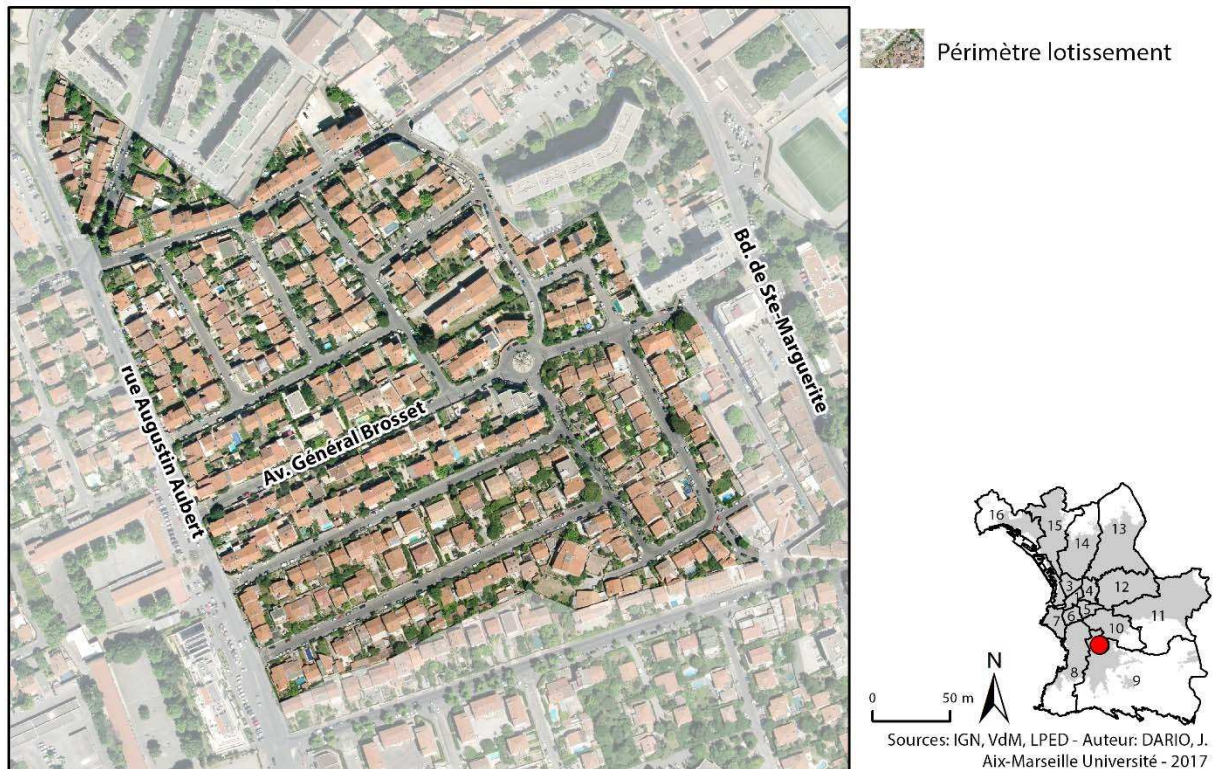 Périmètre lotissement
Bd. de Ste-Marguerite
rue Augustin Aubert
Av. Général Brosset
16
15
14
13
3
4
12
5
6
7
11
10
8
9
N
0 50 m
Sources: IGN, VdM, LPED - Auteur: DARIO, J.
Aix-Marseille Université - 2017